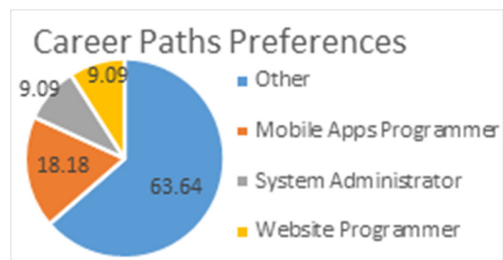 Career Paths Preferences
9.09
9.09
18.18
63.64
Other
Mobile Apps Programmer
System Administrator
Website Programmer